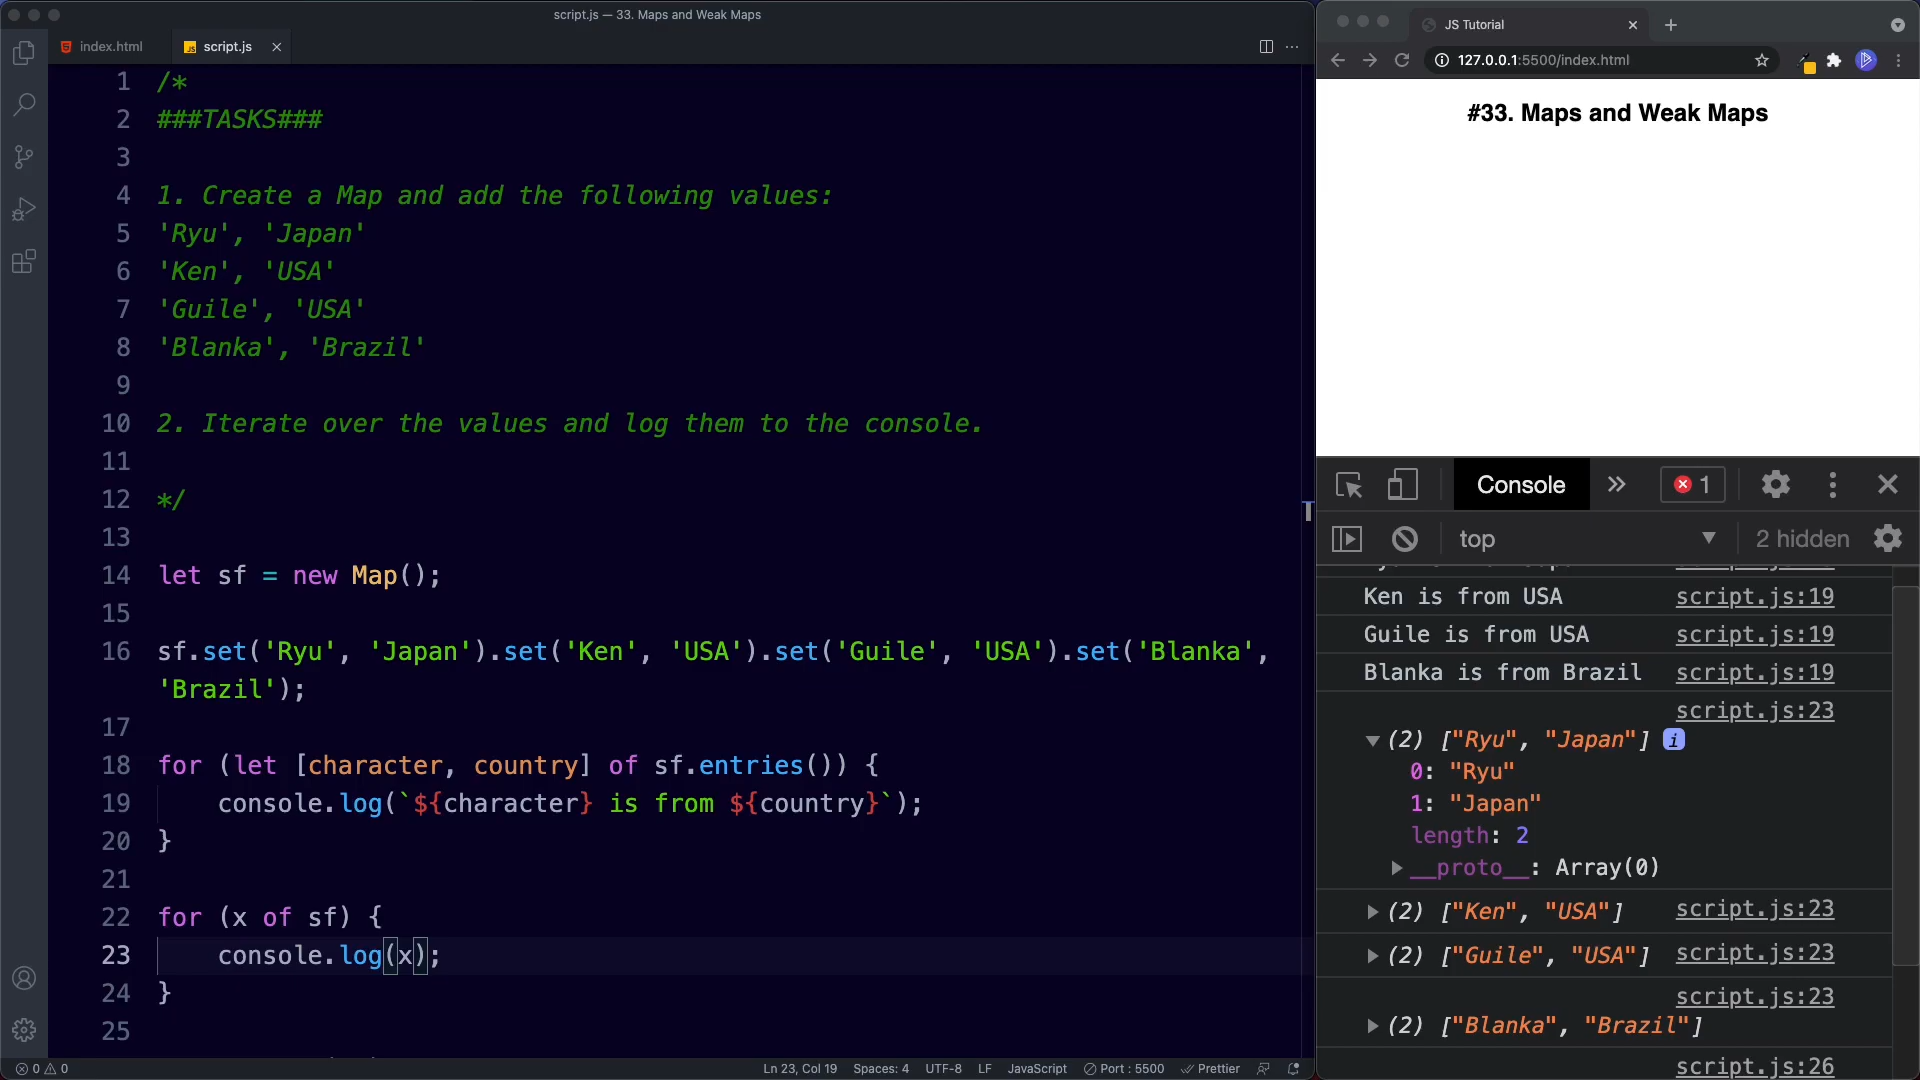 script.js — 33. Maps and Weak Maps
index.html
script.js
1 /*
2 ###TASKS###
3
4 1. Create a Map and add the following values:
5 'Ryu', 'Japan'
6 'Ken', 'USA'
7 'Guile', 'USA'
8 'Blanka', 'Brazil'
9
10 2. Iterate over the values and log them to the console.
11
12 */
13
14 let sf = new Map();
15
16 sf.set('Ryu', 'Japan').set('Ken', 'USA').set('Guile', 'USA').set('Blanka',
'Brazil');
17
18 for (let [character, country] of sf.entries()) {
19 console.log(`${character} is from ${country}`);
20 }
21
22 for (x of sf) {
23 console.log(x);
24 }
25
0 0
Ln 23, Col 19 Spaces: 4 UTF-8 LF JavaScript Port : 5500 Prettier
JS Tutorial
127.0.0.1:5500/index.html
#33. Maps and Weak Maps
Console 1
top 2 hidden
Ken is from USA script.js:19
Guile is from USA script.js:19
Blanka is from Brazil script.js:19
script.js:23
(2) ["Ryu", "Japan"] i
0: "Ryu"
1: "Japan"
length: 2
__proto__: Array(0)
(2) ["Ken", "USA"] script.js:23
(2) ["Guile", "USA"] script.js:23
script.js:23
(2) ["Blanka", "Brazil"]
script.js:26